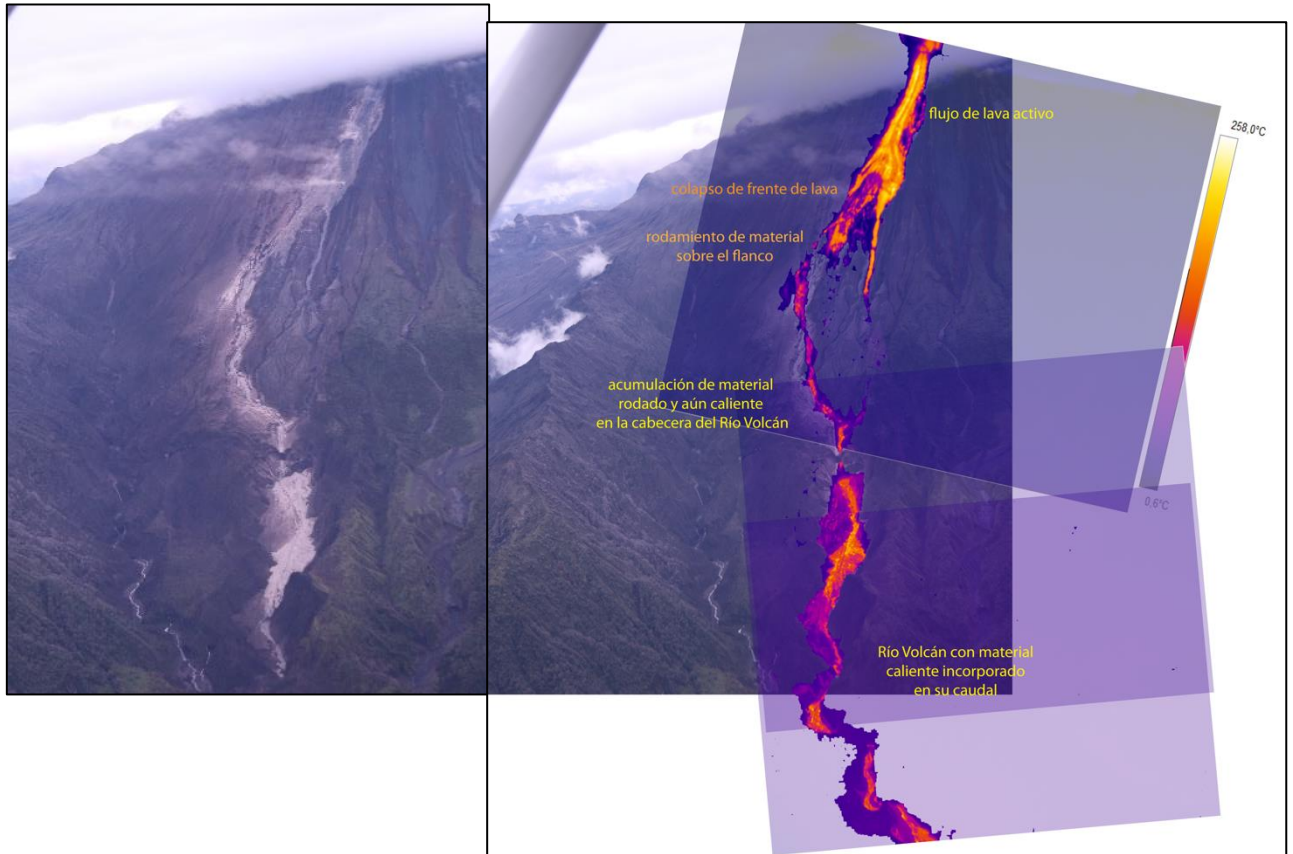 flujo de lava activo
258,0°C
colapso de frente de lava
rodamiento de material
sobre el flanco
acumulación de material
rodado y aún caliente
en la cabecera del Río Volcán
0,6°C
Río Volcán con material
caliente incorporado
en su caudal